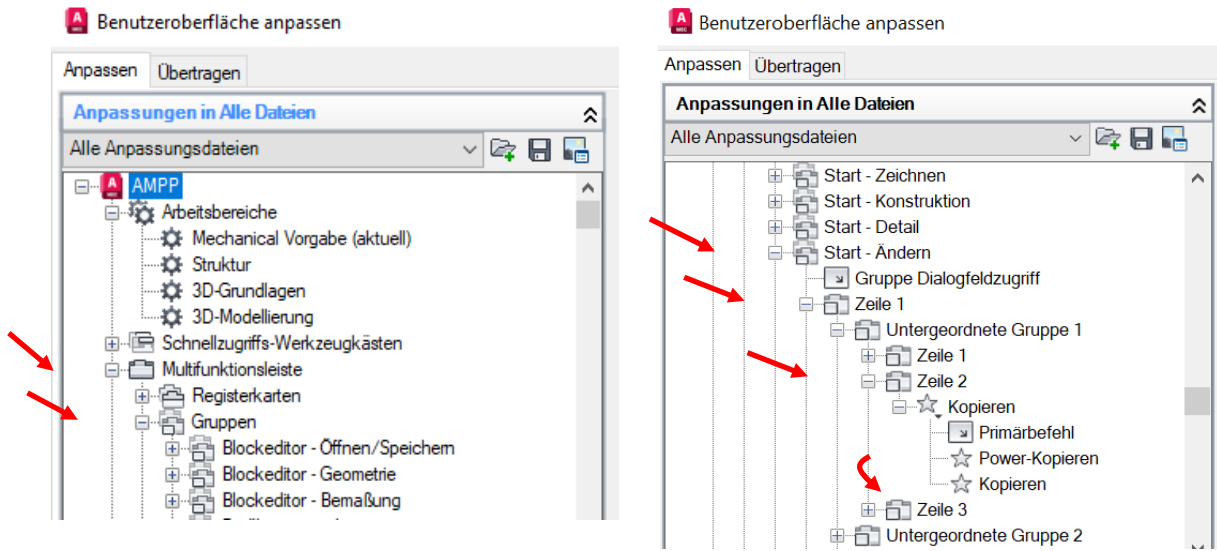 Benutzeroberfläche anpassen
Anpassen Übertragen
Anpassungen in Alle Dateien
Alle Anpassungsdateien
AMPP
Arbeitsbereiche
Mechanical Vorgabe (aktuell)
Struktur
3D-Grundlagen
3D-Modellierung
Schnellzugriffs-Werkzeugkästen
Multifunktionsleiste
Registerkarten
Gruppen
Blockeditor - Öffnen/Speichern
Blockeditor - Geometrie
Blockeditor - Bemaßung
Benutzeroberfläche anpassen
Anpassen Übertragen
Anpassungen in Alle Dateien
Alle Anpassungsdateien
Start - Zeichnen
Start - Konstruktion
Start - Detail
Start - Ändern
Gruppe Dialogfeldzugriff
Zeile 1
Untergeordnete Gruppe 1
Zeile 1
Zeile 2
Kopieren
Primärbefehl
Power-Kopieren
Kopieren
Zeile 3
Untergeordnete Gruppe 2